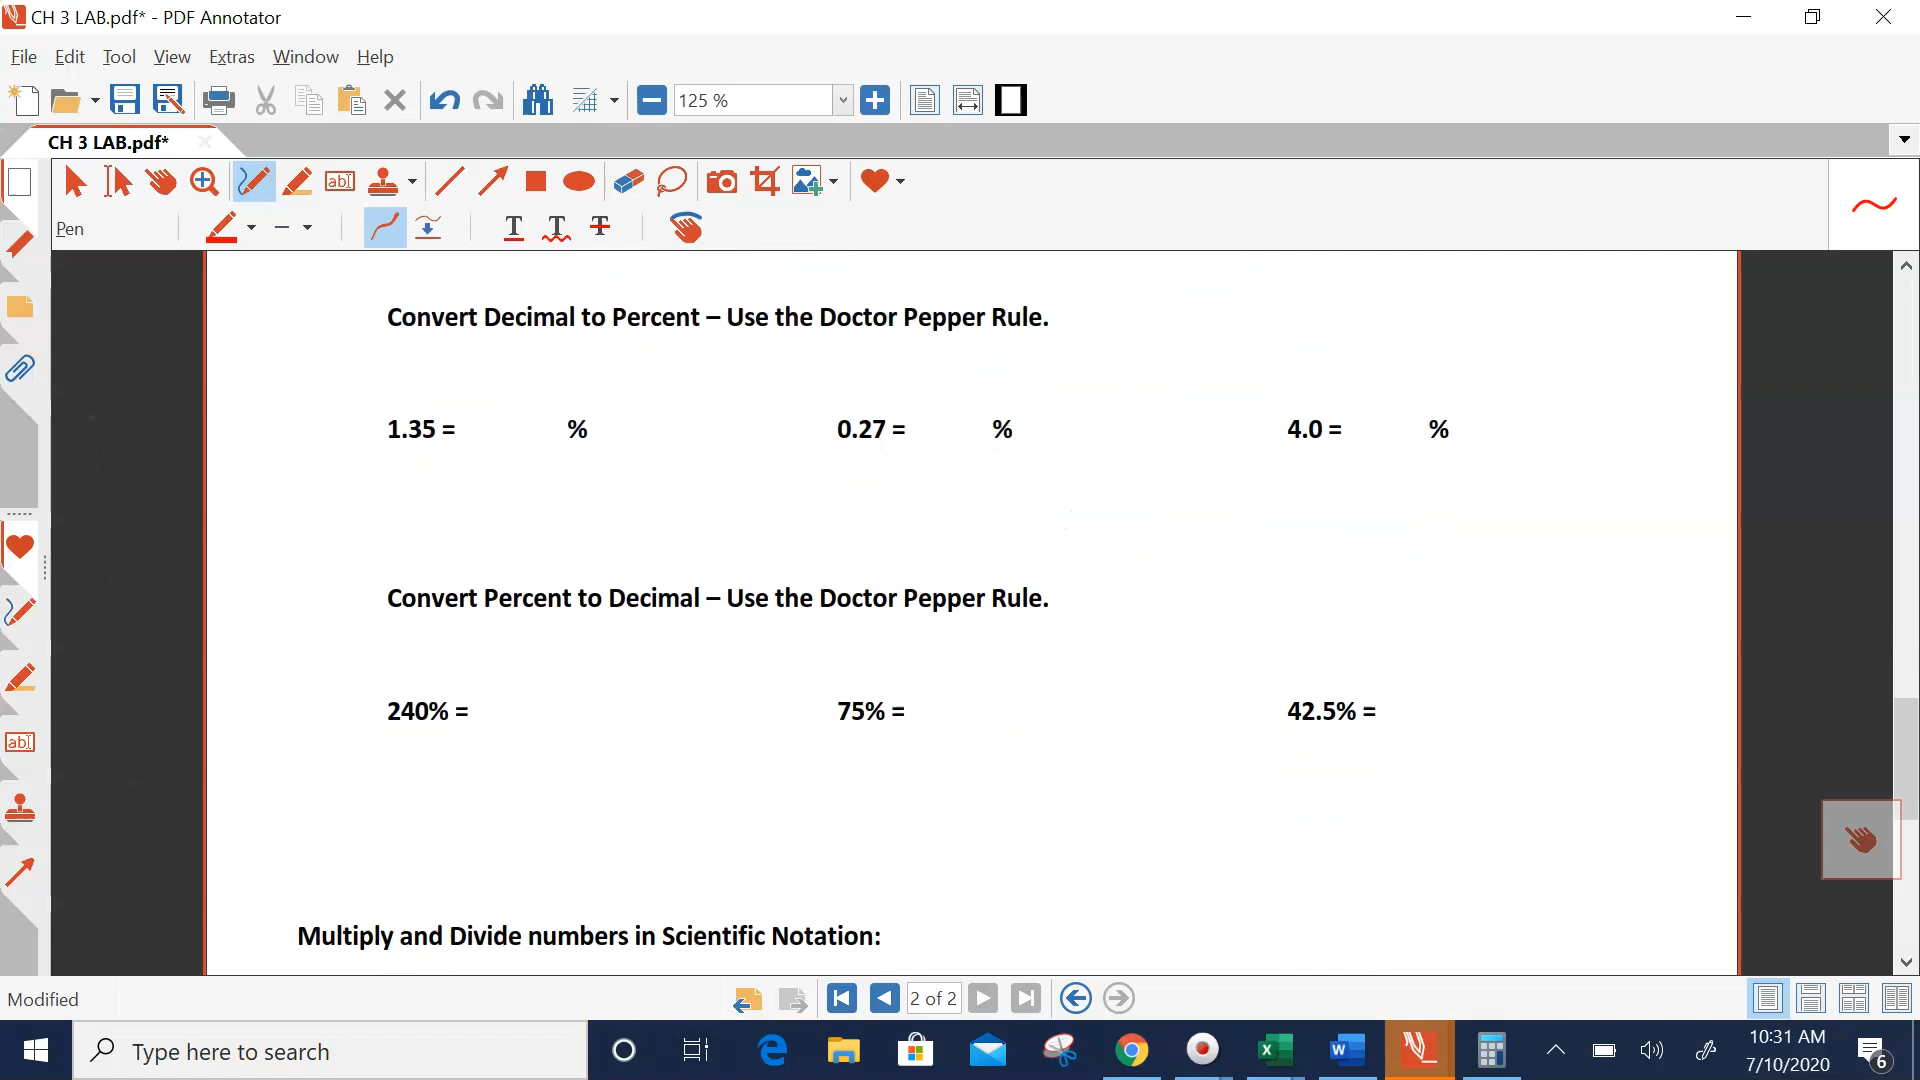 CH 3 LAB.pdf* - PDF Annotator
File Edit Tool View Extras Window Help
125 %
CH 3 LAB.pdf*
Pen
Convert Decimal to Percent – Use the Doctor Pepper Rule.
1.35 = % 0.27 = % 4.0 = %
Convert Percent to Decimal – Use the Doctor Pepper Rule.
240% = 75% = 42.5% =
Multiply and Divide numbers in Scientific Notation:
Modified
2 of 2
Type here to search
10:31 AM
7/10/2020
6